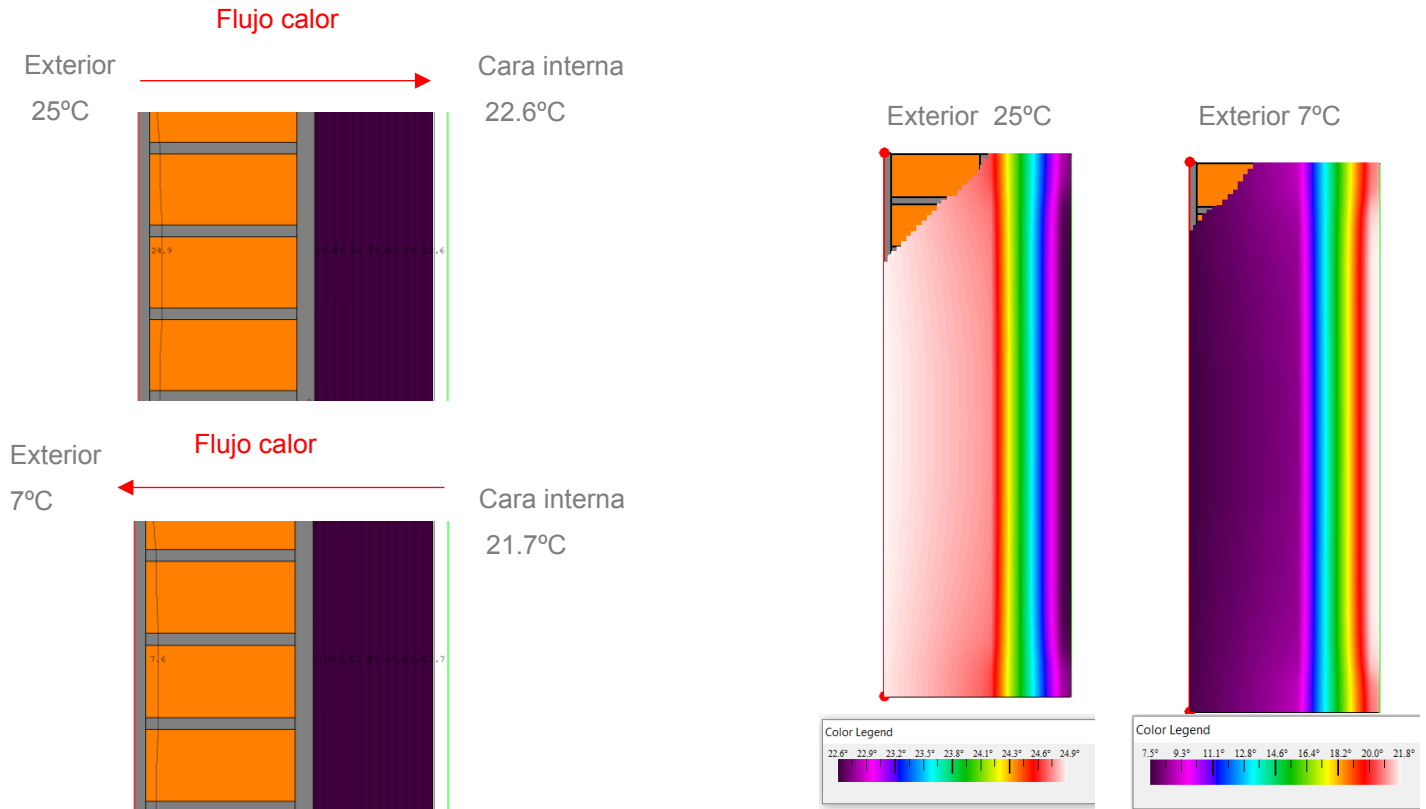 Flujo calor
Exterior
25ºC
Cara interna
22.6ºC
24.9
Flujo calor
Exterior
7ºC
Cara interna
21.7ºC
7.6
Exterior 25ºC
Exterior 7ºC
Color Legend
22.6° 22.9° 23.2° 23.5° 23.8° 24.1° 24.3° 24.6° 24.9°
Color Legend
7.5° 9.3° 11.1° 12.8° 14.6° 16.4° 18.2° 20.0° 21.8°